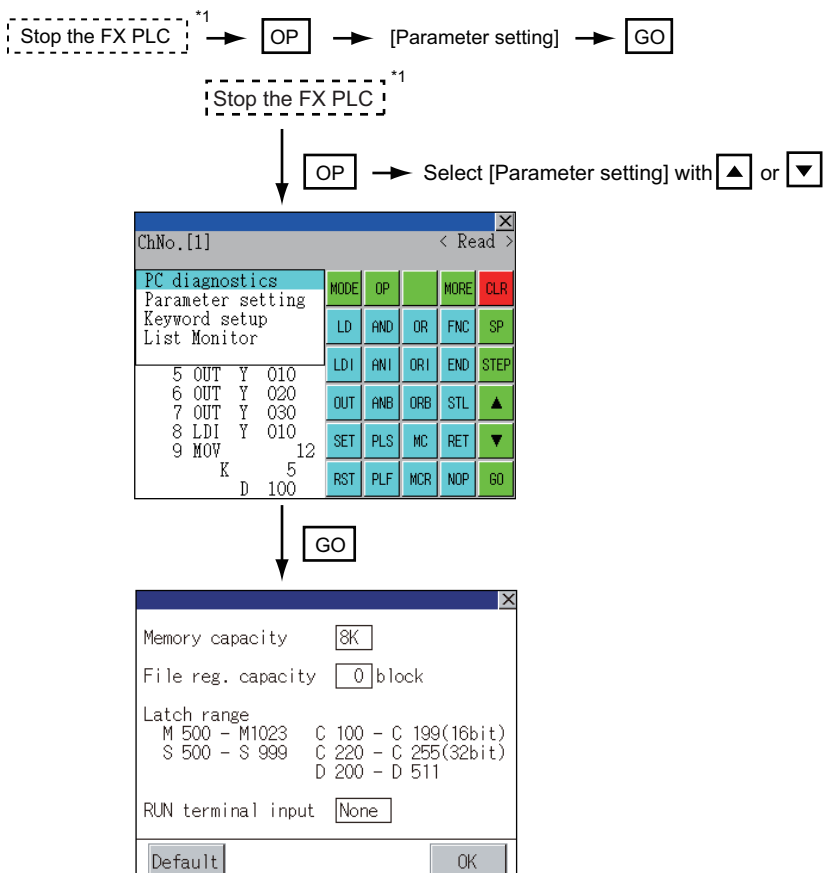 Stop the FX PLC *1 OP [Parameter setting] GO
Stop the FX PLC *1
OP Select [Parameter setting] with ▲ or ▼
×
ChNo.[1] < Read >
PC diagnostics
Parameter setting
Keyword setup
List Monitor
5 OUT Y 010
6 OUT Y 020
7 OUT Y 030
8 LDI Y 010
9 MOV 12
K 5
D 100
MODE OP MORE CLR
LD AND OR FNC SP
LDI ANI ORI END STEP
OUT ANB ORB STL ▲
SET PLS MC RET ▼
RST PLF MCR NOP GO
GO
×
Memory capacity 8K
File reg. capacity 0 block
Latch range
M 500 - M1023 C 100 - C 199(16bit)
S 500 - S 999 C 220 - C 255(32bit)
D 200 - D 511
RUN terminal input None
Default OK